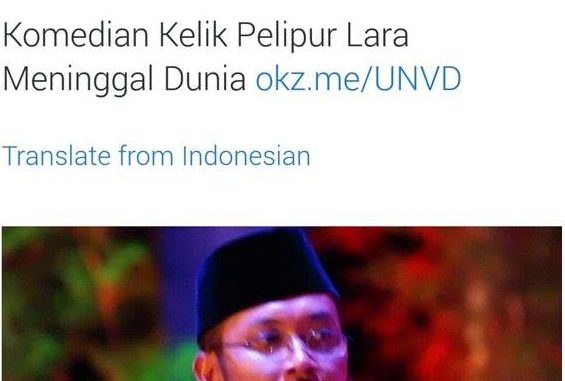 Komedian Kelik Pelipur Lara
Meninggal Dunia okz.me/UNVD
Translate from Indonesian